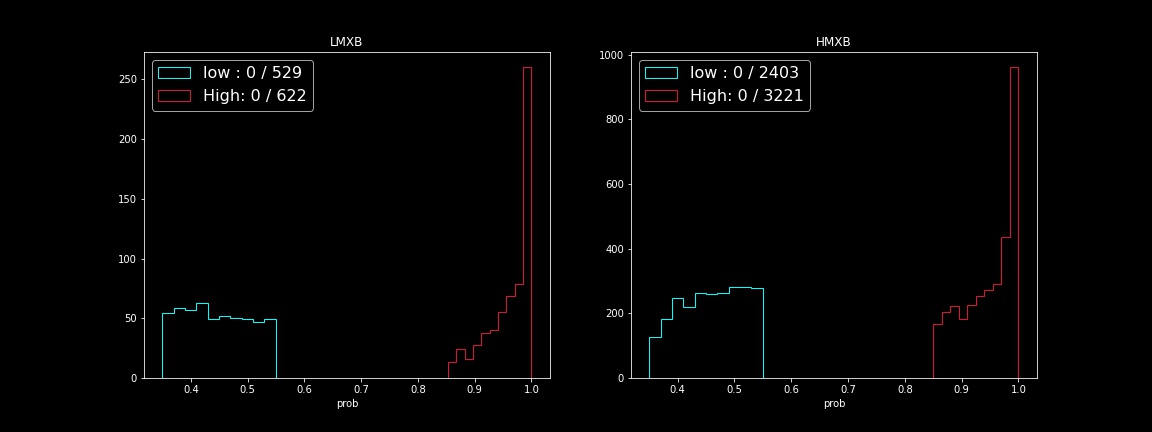 LMXB
low : 0 / 529
High: 0 / 622
250
200
150
100
50
0
0.4 0.5 0.6 0.7 0.8 0.9 1.0
prob
HMXB
low : 0 / 2403
High: 0 / 3221
1000
800
600
400
200
0
0.4 0.5 0.6 0.7 0.8 0.9 1.0
prob